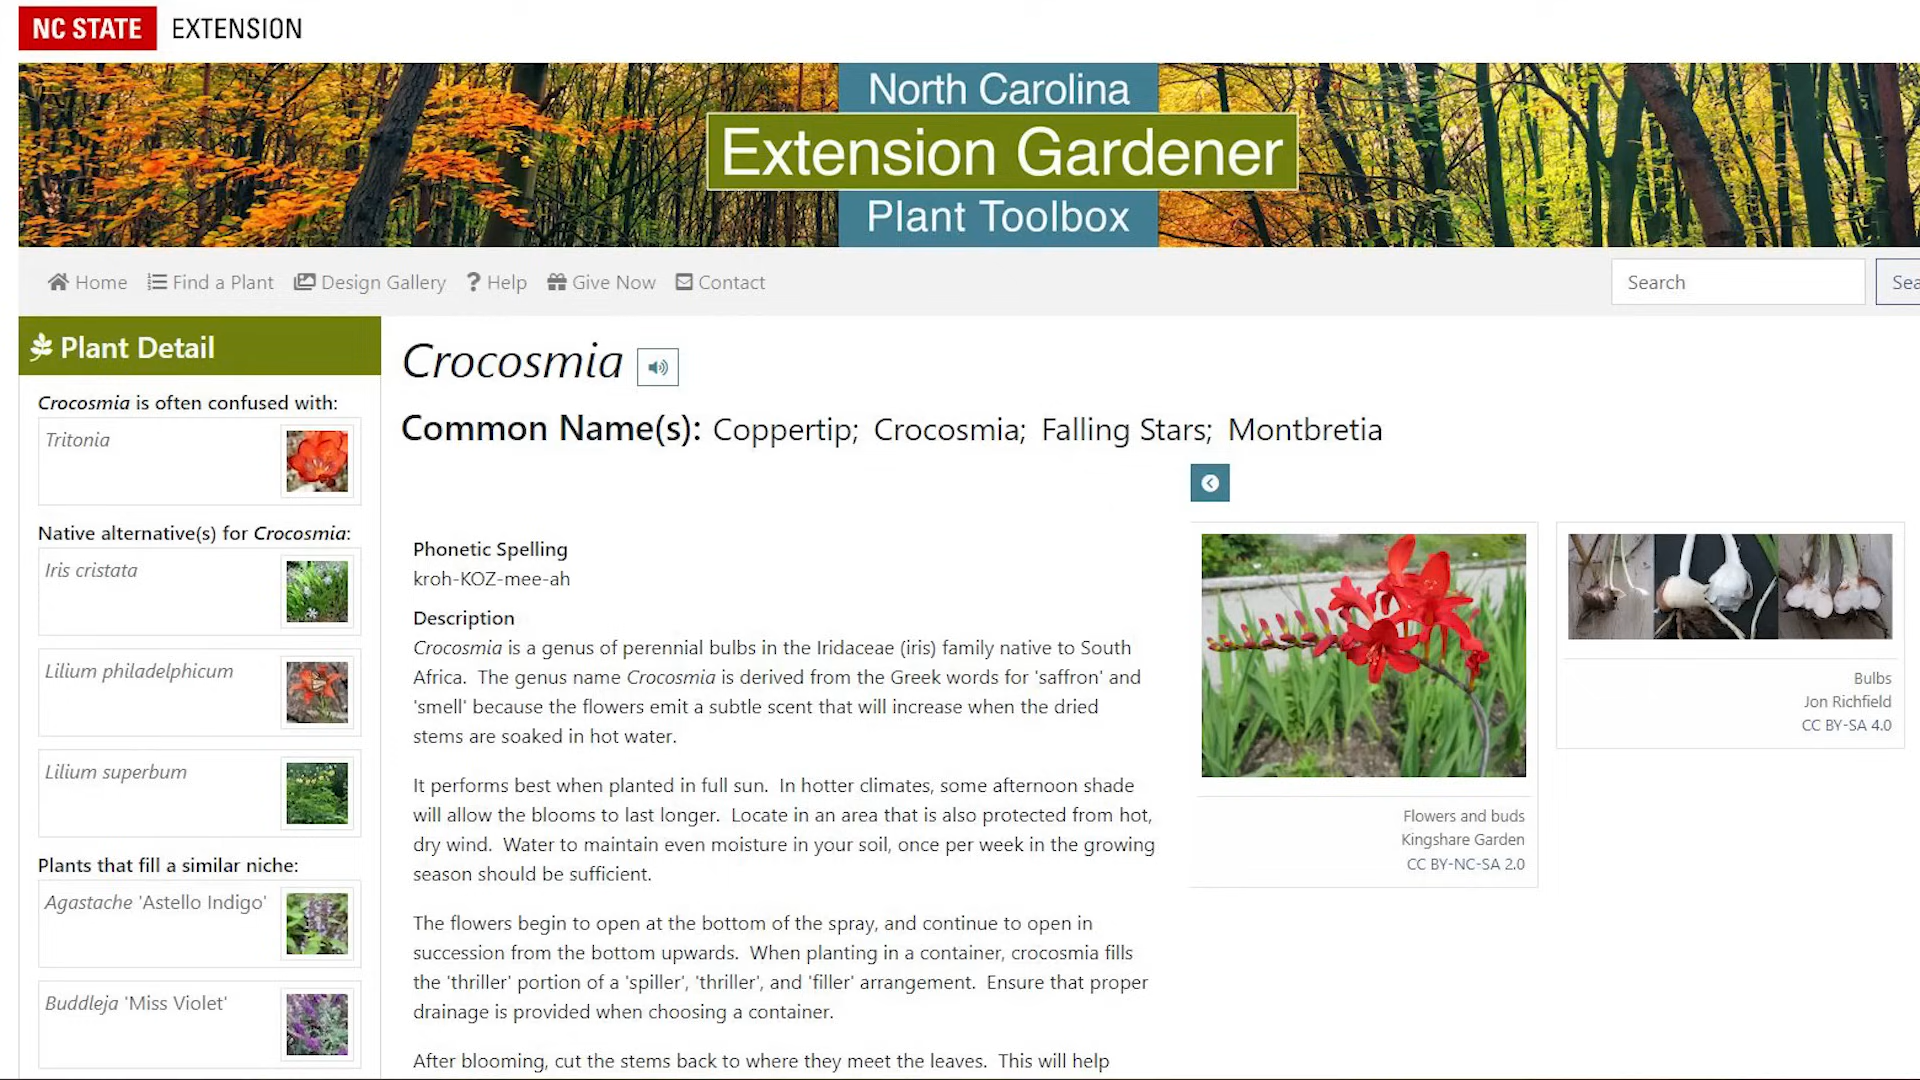 NC STATE EXTENSION
North Carolina
Extension Gardener
Plant Toolbox
Home Find a Plant Design Gallery Help Give Now Contact Search
Plant Detail
Crocosmia is often confused with:
Tritonia
Native alternative(s) for Crocosmia:
Iris cristata
Lilium philadelphicum
Lilium superbum
Plants that fill a similar niche:
Agastache 'Astello Indigo'
Buddleja 'Miss Violet'
Crocosmia
Common Name(s): Coppertip; Crocosmia; Falling Stars; Montbretia
Phonetic Spelling
kroh-KOZ-mee-ah
Description
Crocosmia is a genus of perennial bulbs in the Iridaceae (iris) family native to South
Africa. The genus name Crocosmia is derived from the Greek words for 'saffron' and
'smell' because the flowers emit a subtle scent that will increase when the dried
stems are soaked in hot water.
It performs best when planted in full sun. In hotter climates, some afternoon shade
will allow the blooms to last longer. Locate in an area that is also protected from hot,
dry wind. Water to maintain even moisture in your soil, once per week in the growing
season should be sufficient.
The flowers begin to open at the bottom of the spray, and continue to open in
succession from the bottom upwards. When planting in a container, crocosmia fills
the 'thriller' portion of a 'spiller', 'thriller', and 'filler' arrangement. Ensure that proper
drainage is provided when choosing a container.
After blooming, cut the stems back to where they meet the leaves. This will help
Flowers and buds
Kingshare Garden
CC BY-NC-SA 2.0
Bulbs
Jon Richfield
CC BY-SA 4.0